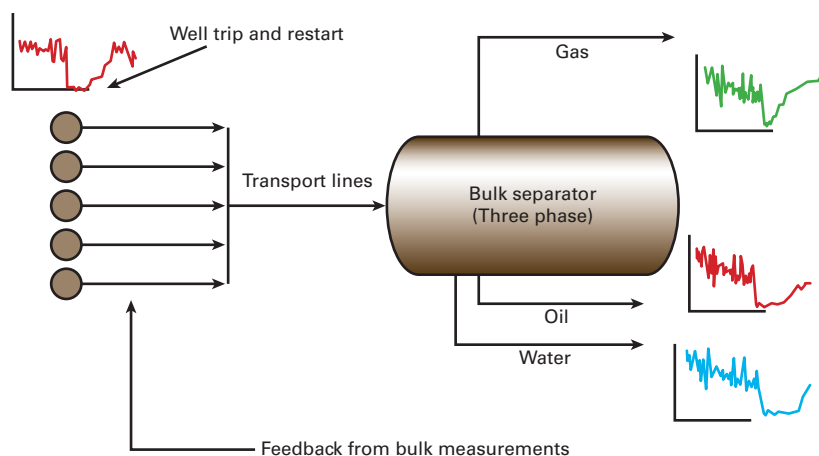 Well trip and restart
Gas
Transport lines
Bulk separator
(Three phase)
Oil
Water
Feedback from bulk measurements